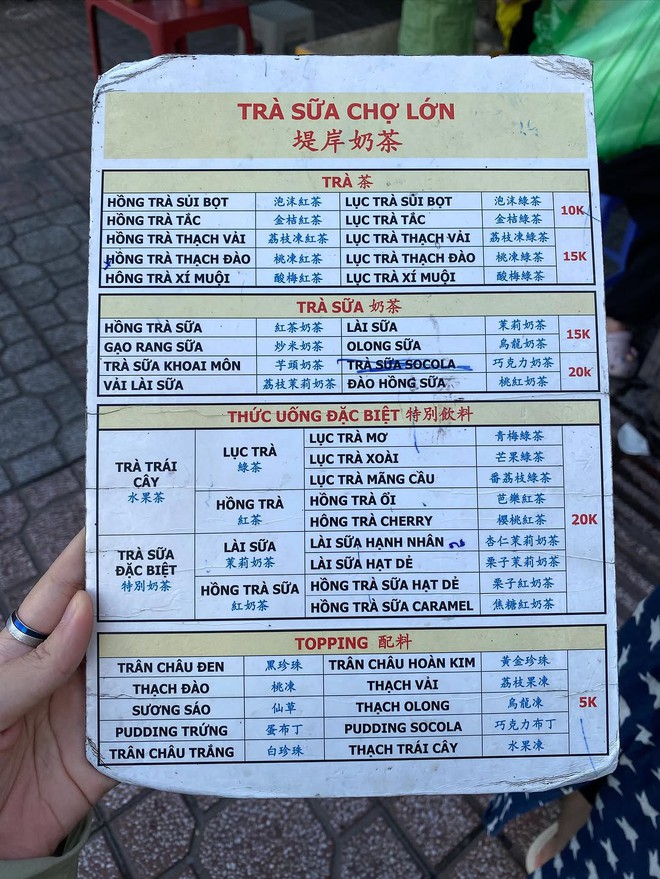 TRÀ SỮA CHỢ LỚN
堤岸奶茶
TRÀ 茶
HỒNG TRÀ SỦI BỌT 泡沫紅茶 LỤC TRÀ SỦI BỌT 泡沫綠茶 10K
HỒNG TRÀ TẮC 金桔紅茶 LỤC TRÀ TẮC 金桔綠茶
HỒNG TRÀ THẠCH VẢI 荔枝凍紅茶 LỤC TRÀ THẠCH VẢI 荔枝凍綠茶 15K
HỒNG TRÀ THẠCH ĐÀO 桃凍紅茶 LỤC TRÀ THẠCH ĐÀO 桃凍綠茶
HÔNG TRÀ XÍ MUỘI 酸梅紅茶 LỤC TRÀ XÍ MUỘI 酸梅綠茶
TRÀ SỮA 奶茶
HỒNG TRÀ SỮA 紅茶奶茶 LÀI SỮA 茉莉奶茶 15K
GẠO RANG SỮA 炒米奶茶 OLONG SỮA 烏龍奶茶
TRÀ SỮA KHOAI MÔN 芋頭奶茶 TRÀ SỮA SOCOLA 巧克力奶茶 20k
VẢI LÀI SỮA 荔枝茉莉奶茶 ĐÀO HỒNG SỮA 桃紅奶茶
THỨC UỐNG ĐẶC BIỆT 特別飲料
TRÀ TRÁI CÂY 水果茶
LỤC TRÀ 綠茶
LỤC TRÀ MƠ 青梅綠茶
LỤC TRÀ XOÀI 芒果綠茶
LỤC TRÀ MÃNG CẦU 番荔枝綠茶
HỒNG TRÀ 紅茶
HỒNG TRÀ ỔI 芭樂紅茶
HÔNG TRÀ CHERRY 櫻桃紅茶
20K
TRÀ SỮA ĐẶC BIỆT 特別奶茶
LÀI SỮA 茉莉奶茶
LÀI SỮA HẠNH NHÂN 杏仁茉莉奶茶
LÀI SỮA HẠT DẺ 栗子茉莉奶茶
HỒNG TRÀ SỮA 紅奶茶
HỒNG TRÀ SỮA HẠT DẺ 栗子紅奶茶
HỒNG TRÀ SỮA CARAMEL 焦糖紅奶茶
TOPPING 配料
TRÂN CHÂU ĐEN 黑珍珠 TRÂN CHÂU HOÀN KIM 黃金珍珠
THẠCH ĐÀO 桃凍 THẠCH VẢI 荔枝果凍
SƯƠNG SÁO 仙草 THẠCH OLONG 烏龍凍 5K
PUDDING TRỨNG 蛋布丁 PUDDING SOCOLA 巧克力布丁
TRÂN CHÂU TRẮNG 白珍珠 THẠCH TRÁI CÂY 水果凍